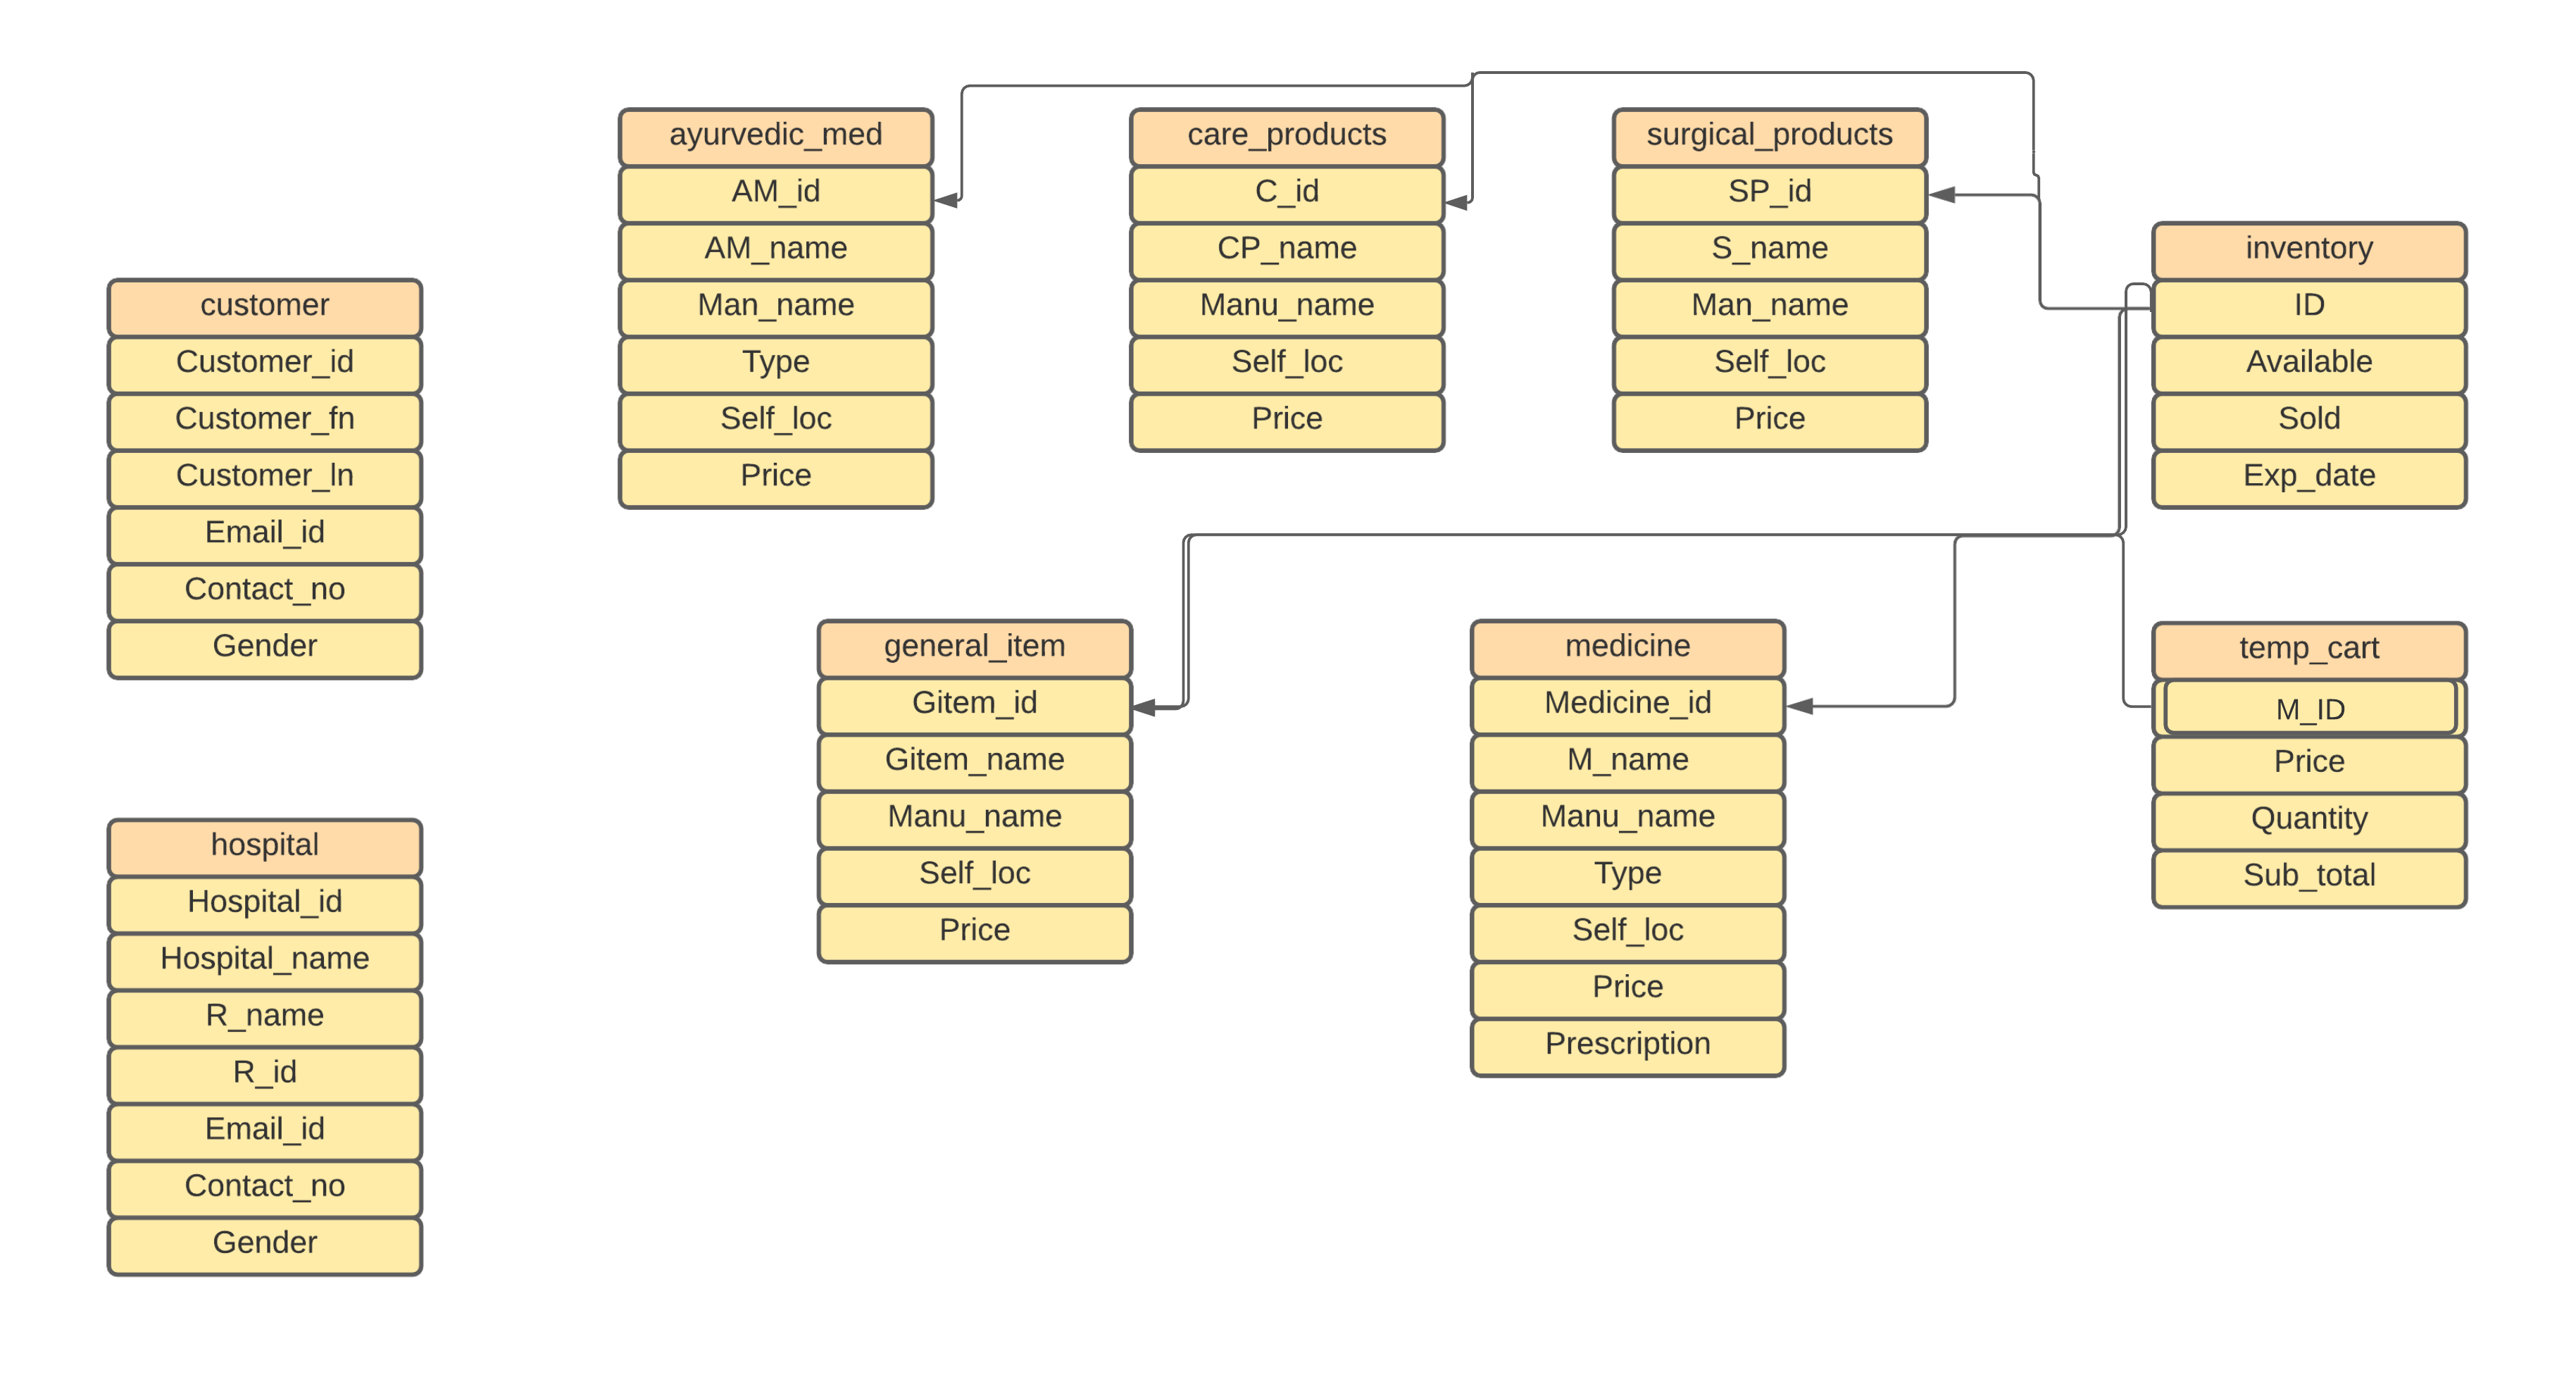 customer
Customer_id
Customer_fn
Customer_ln
Email_id
Contact_no
Gender
hospital
Hospital_id
Hospital_name
R_name
R_id
Email_id
Contact_no
Gender
ayurvedic_med
AM_id
AM_name
Man_name
Type
Self_loc
Price
care_products
C_id
CP_name
Manu_name
Self_loc
Price
surgical_products
SP_id
S_name
Man_name
Self_loc
Price
inventory
ID
Available
Sold
Exp_date
general_item
Gitem_id
Gitem_name
Manu_name
Self_loc
Price
medicine
Medicine_id
M_name
Manu_name
Type
Self_loc
Price
Prescription
temp_cart
M_ID
Price
Quantity
Sub_total